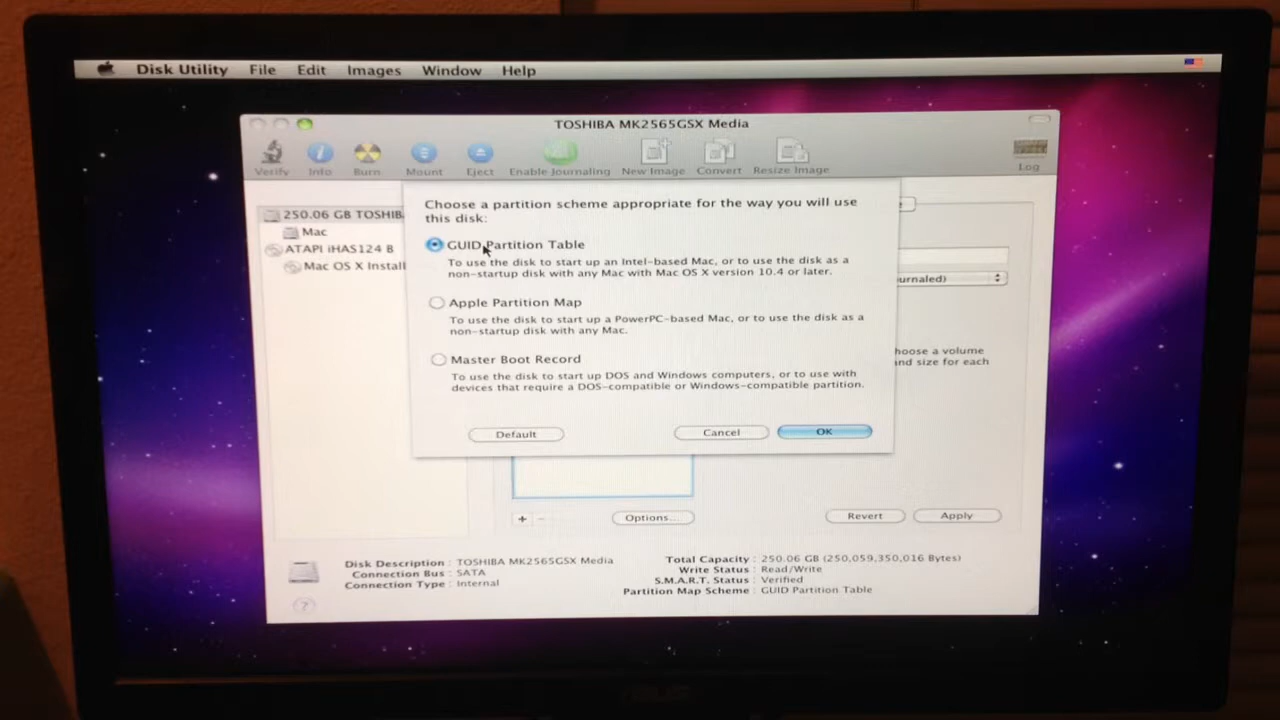 Disk Utility File Edit Images Window Help
TOSHIBA MK2565GSX Media
Verify Info Burn Mount Eject Enable Journaling New Image Convert Resize Image Log
Choose a partition scheme appropriate for the way you will use
this disk:
GUID Partition Table
To use the disk to start up an Intel-based Mac, or to use the disk as a
non-startup disk with any Mac with Mac OS X version 10.4 or later.
Apple Partition Map
To use the disk to start up a PowerPC-based Mac, or to use the disk as a
non-startup disk with any Mac.
Master Boot Record
To use the disk to start up DOS and Windows computers, or to use with
devices that require a DOS-compatible or Windows-compatible partition.
Default Cancel OK
250.06 GB TOSHIB
Mac
ATAPI iHAS124 B
Mac OS X Install
urnaled)
hoose a volume
nd size for each
+ - Options... Revert Apply
Disk Description : TOSHIBA MK2565GSX Media
Connection Bus : SATA
Connection Type : Internal
Total Capacity : 250.06 GB (250,059,350,016 Bytes)
Write Status : Read/Write
S.M.A.R.T. Status : Verified
Partition Map Scheme : GUID Partition Table
?
ASUS